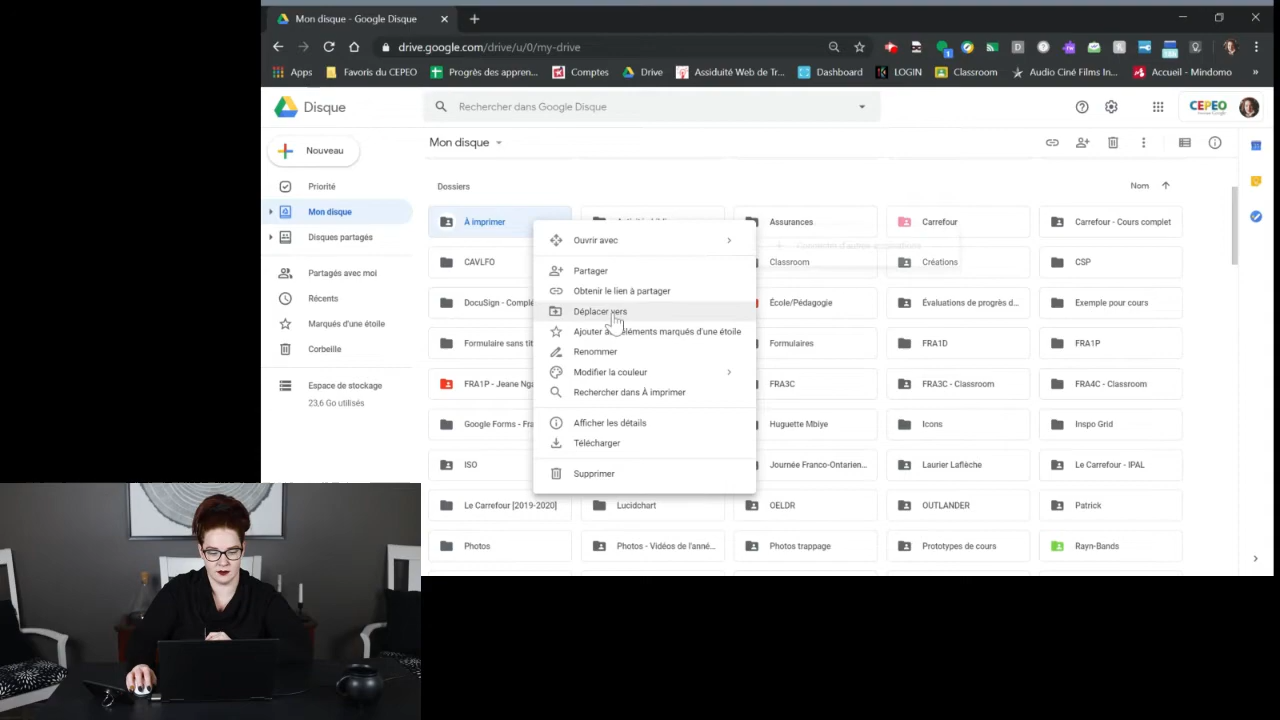 Mon disque - Google Disque
drive.google.com/drive/u/0/my-drive
Apps Favoris du CEPEO Progrès des appren... Comptes Drive Assiduité Web de Tr... Dashboard LOGIN Classroom Audio Ciné Films In... Accueil - Mindomo »
Disque Rechercher dans Google Disque CEPEO
Nouveau
Mon disque
Priorité
Mon disque
Disques partagés
Partagés avec moi
Récents
Marqués d'une étoile
Corbeille
Espace de stockage
23,6 Go utilisés
Dossiers Nom
À imprimer Assurances Carrefour Carrefour - Cours complet
CAVLFO Classroom Créations CSP
DocuSign - Complé École/Pédagogie Évaluations de progrès d... Exemple pour cours
Formulaire sans tit Formulaires FRA1D FRA1P
FRA1P - Jeane Nga FRA3C FRA3C - Classroom FRA4C - Classroom
Google Forms - Fra Huguette Mbiye Icons Inspo Grid
ISO Journée Franco-Ontarien... Laurier Laflèche Le Carrefour - IPAL
Le Carrefour [2019-2020] Lucidchart OELDR OUTLANDER Patrick
Photos Photos - Vidéos de l'anné... Photos trappage Prototypes de cours Rayn-Bands
Ouvrir avec
Partager
Obtenir le lien à partager
Déplacer vers
Ajouter éléments marqués d'une étoile
Renommer
Modifier la couleur
Rechercher dans À imprimer
Afficher les détails
Télécharger
Supprimer